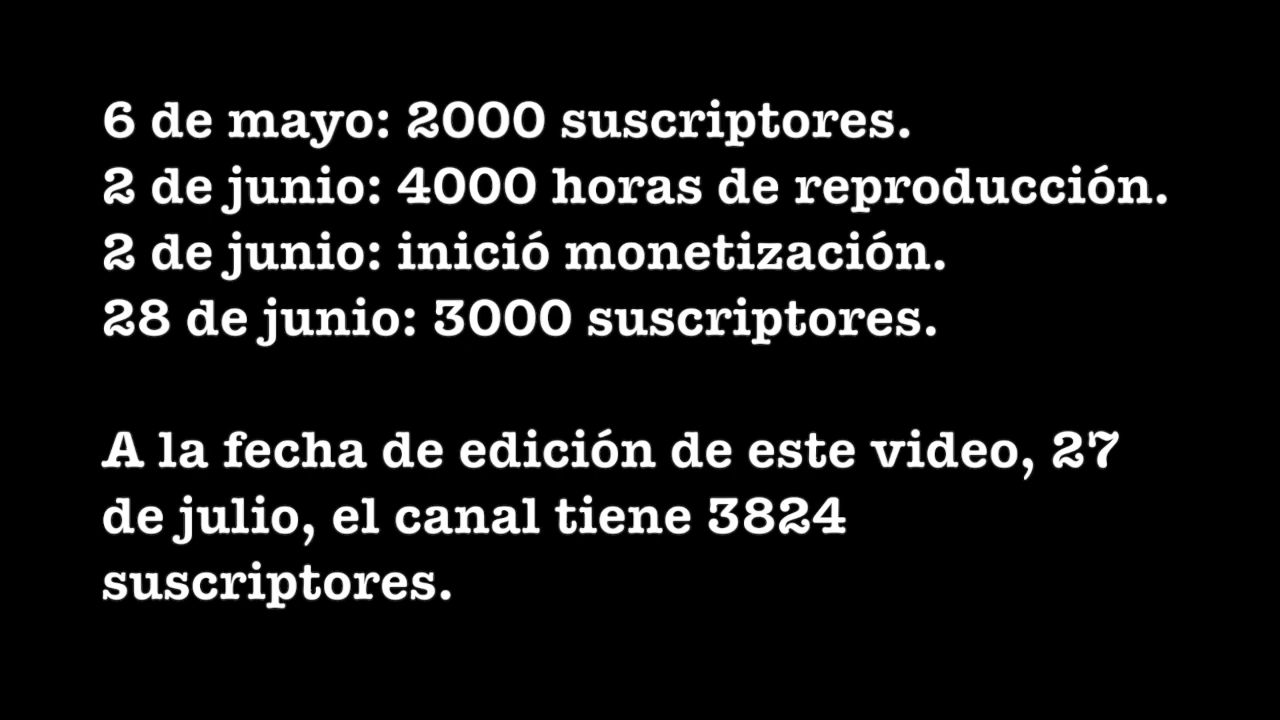 6 de mayo: 2000 suscriptores.
2 de junio: 4000 horas de reproducción.
2 de junio: inició monetización.
28 de junio: 3000 suscriptores.
A la fecha de edición de este video, 27
de julio, el canal tiene 3824
suscriptores.